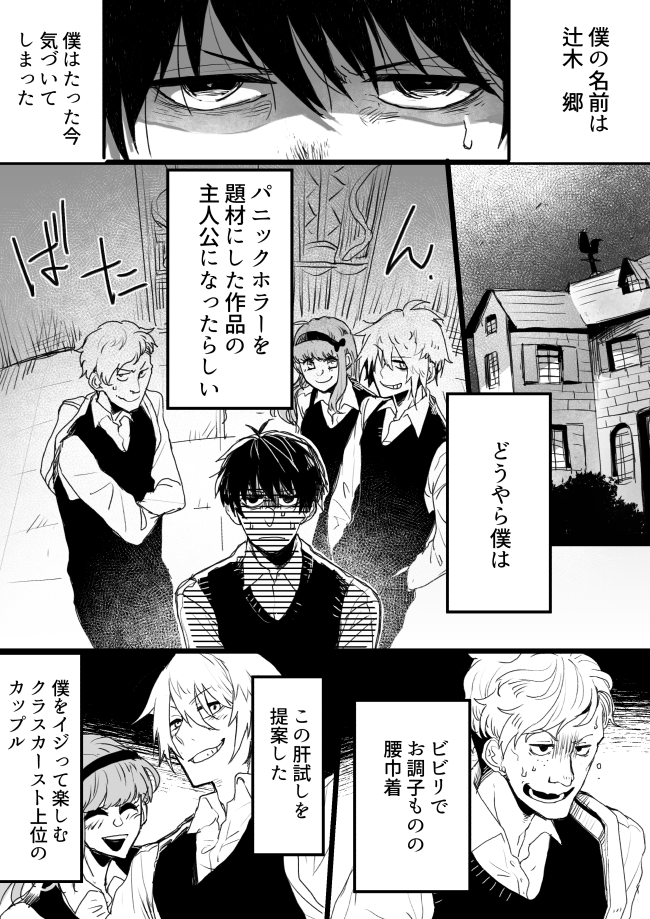 僕の名前は
辻木　郷
僕はたった今
気づいて
しまった
どうやら僕は
パニックホラーを
題材にした作品の
主人公になったらしい
ばたん.
ビビリで
お調子ものの
腰巾着
この肝試しを
提案した
僕をイジって楽しむ
クラスカースト上位の
カップル